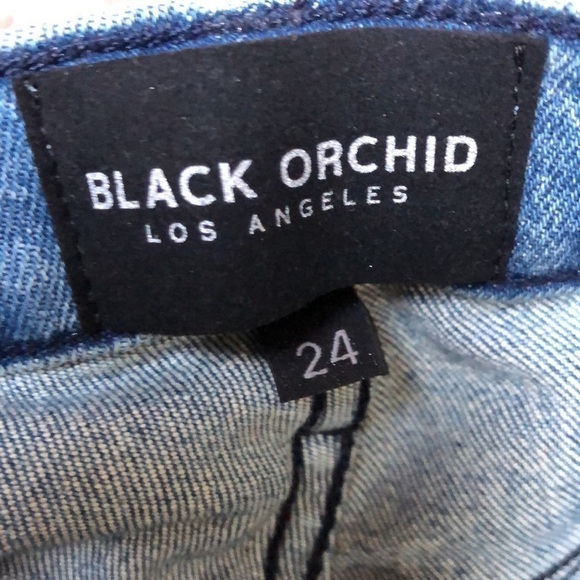 BLACK ORCHID
LOS ANGELES
24